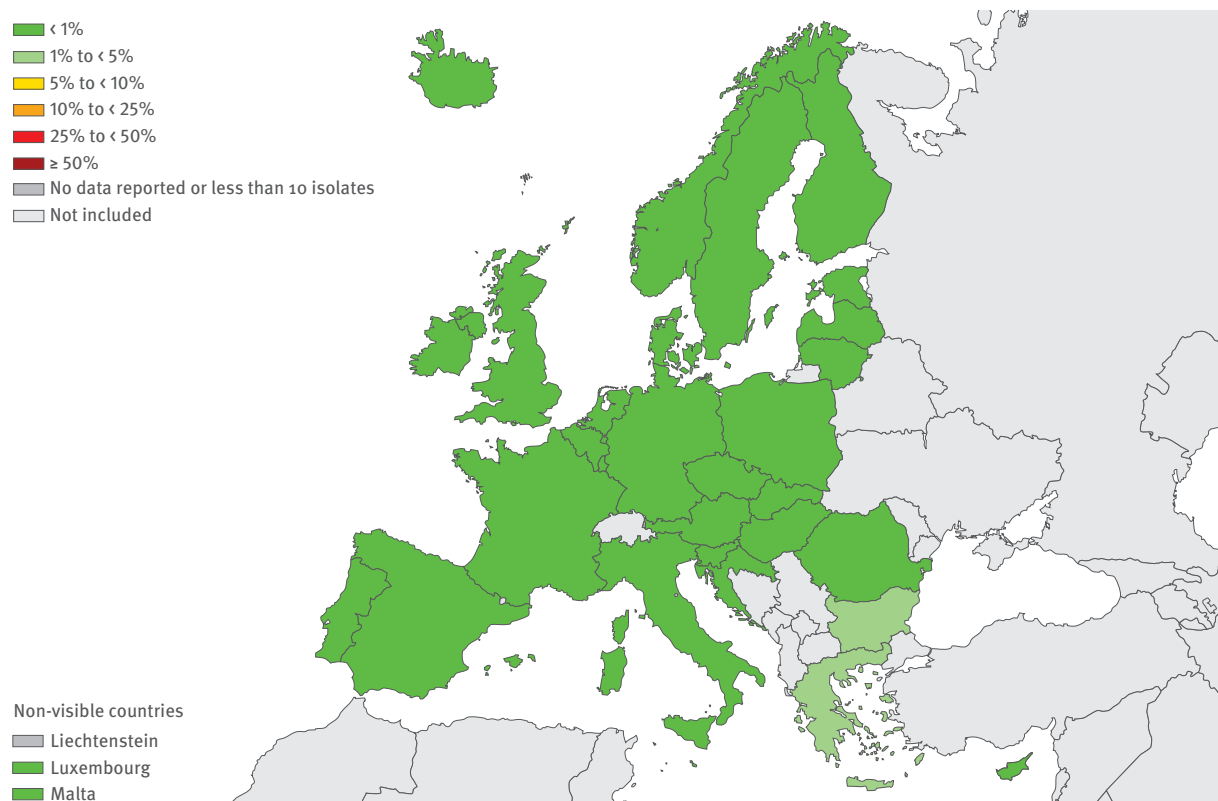 < 1%
1% to < 5%
5% to < 10%
10% to < 25%
25% to < 50%
≥ 50%
No data reported or less than 10 isolates
Not included
Non-visible countries
Liechtenstein
Luxembourg
Malta